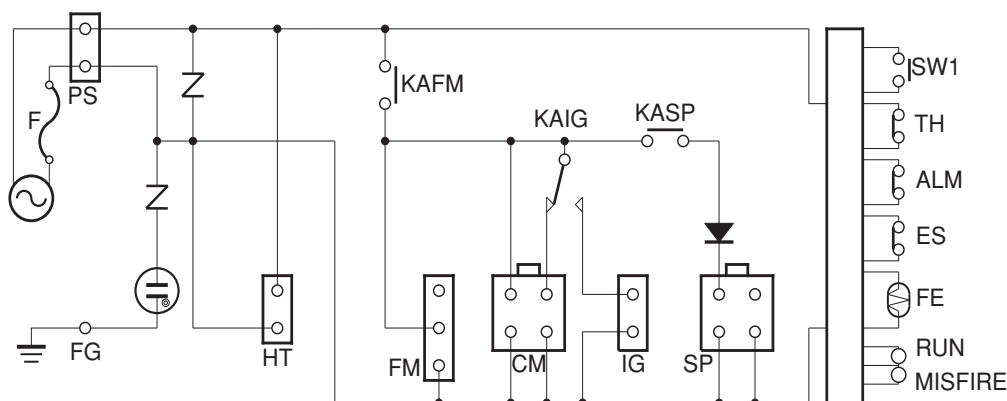 PS
F
KAFM
KAIG
KASP
SW1
TH
ALM
ES
FE
RUN
MISFIRE
FG
HT
FM
CM
IG
SP